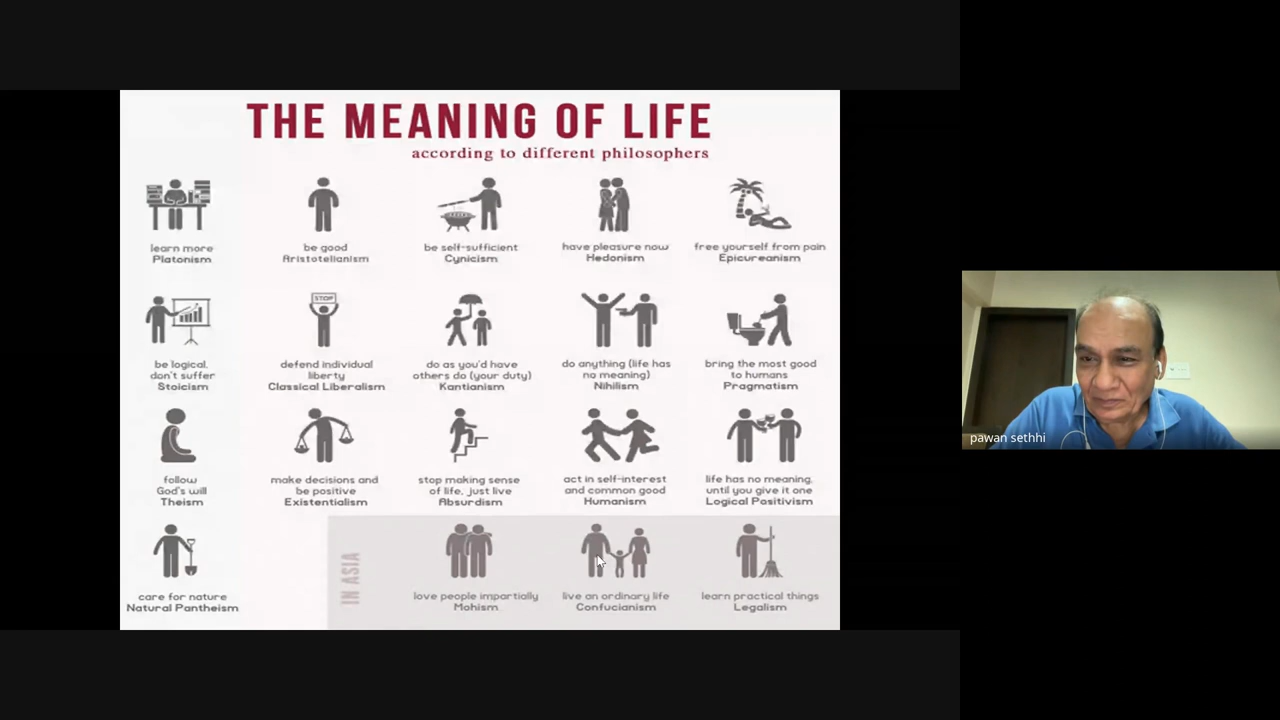 THE MEANING OF LIFE
according to different philosophers
learn more
Platonism
be good
Aristotelianism
be self-sufficient
Cynicism
have pleasure now
Hedonism
free yourself from pain
Epicureanism
STOP
be logical,
don't suffer
Stoicism
defend individual
liberty
Classical Liberalism
do as you'd have
others do (your duty)
Kantianism
do anything (life has
no meaning)
Nihilism
bring the most good
to humans
Pragmatism
follow
God's will
Theism
make decisions and
be positive
Existentialism
stop making sense
of life, just live
Absurdism
act in self-interest
and common good
Humanism
life has no meaning,
until you give it one
Logical Positivism
care for nature
Natural Pantheism
IN ASIA
love people impartially
Mohism
live an ordinary life
Confucianism
learn practical things
Legalism
pawan sethhi